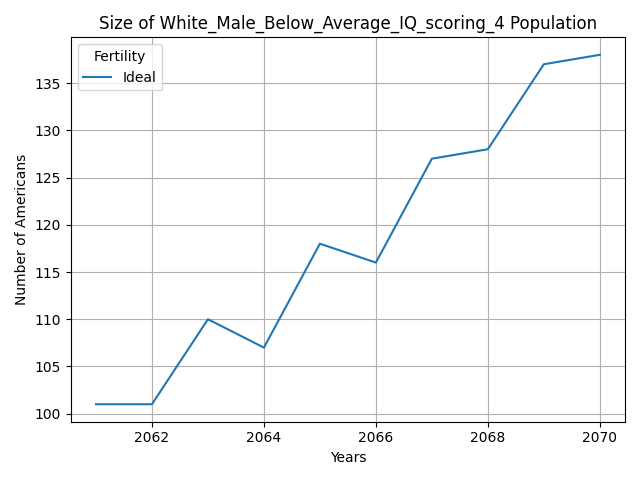 Size of White_Male_Below_Average_IQ_scoring_4 Population
Fertility
Ideal
Number of Americans
135
130
125
120
115
110
105
100
2062 2064 2066 2068 2070
Years